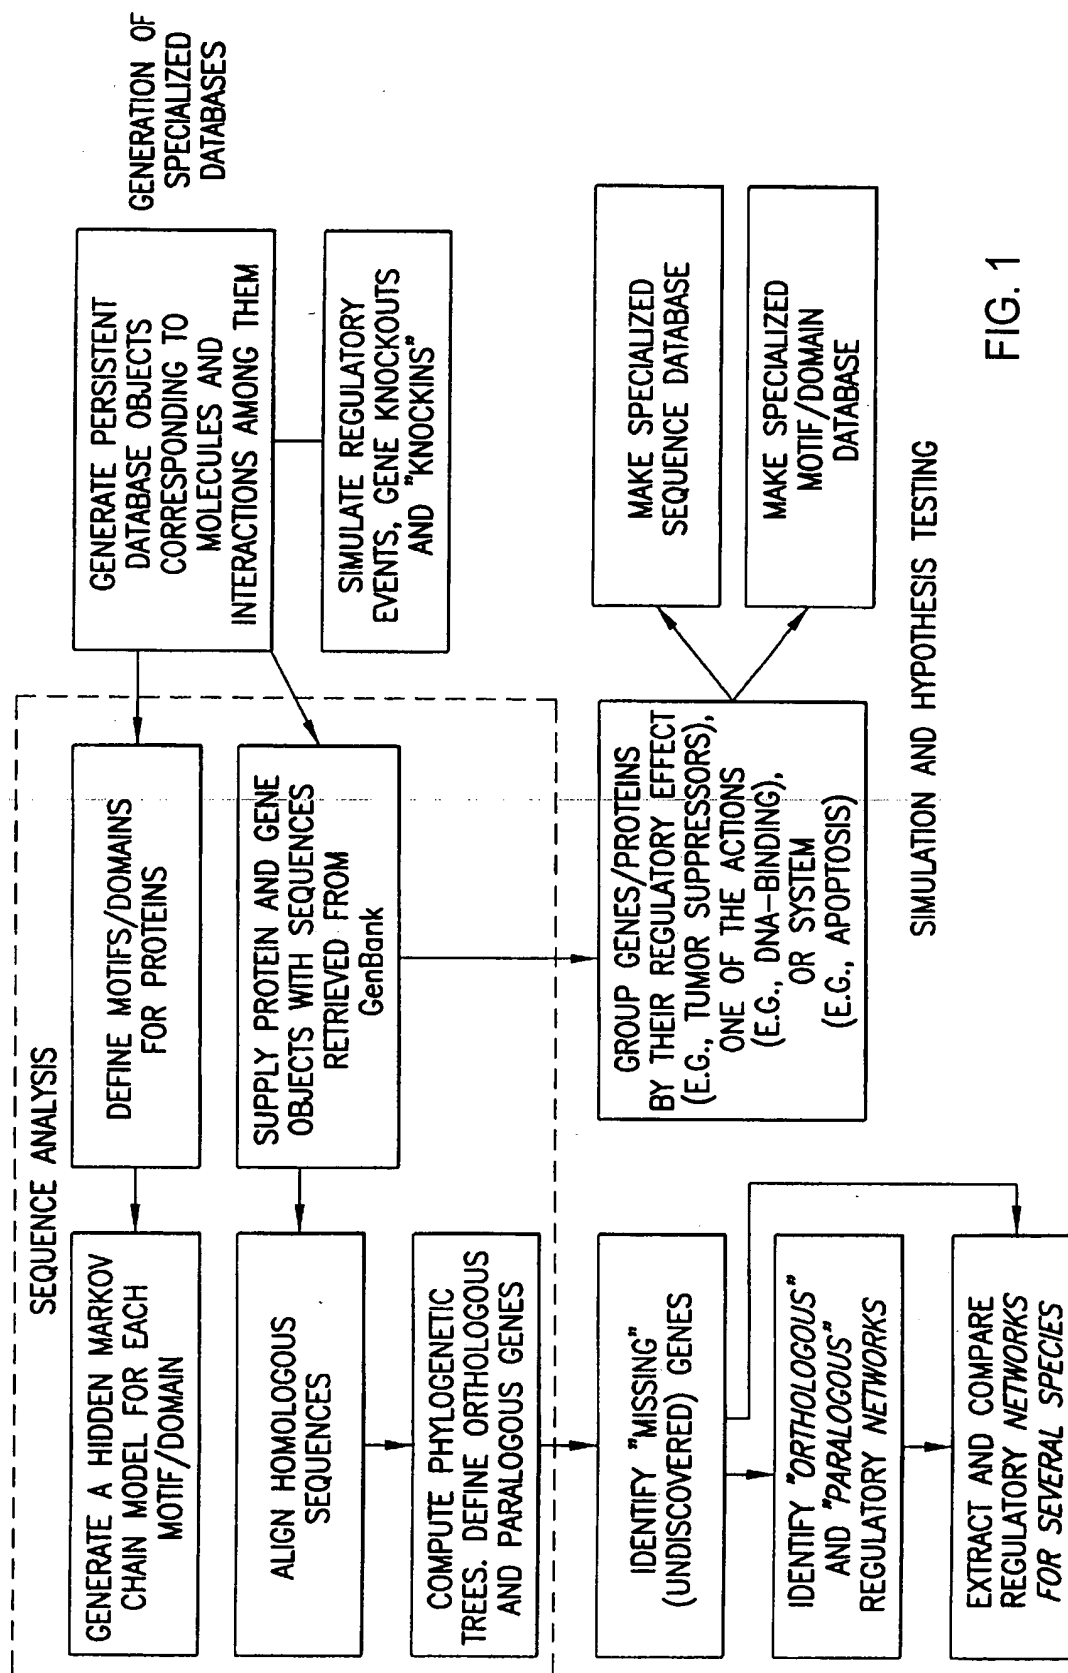 SEQUENCE ANALYSIS
GENERATE A HIDDEN MARKOV
CHAIN MODEL FOR EACH
MOTIF/DOMAIN
DEFINE MOTIFS/DOMAINS
FOR PROTEINS
GENERATE PERSISTENT
DATABASE OBJECTS
CORRESPONDING TO
MOLECULES AND
INTERACTIONS AMONG THEM
GENERATION OF
SPECIALIZED
DATABASES
ALIGN HOMOLOGOUS
SEQUENCES
SUPPLY PROTEIN AND GENE
OBJECTS WITH SEQUENCES
RETRIEVED FROM
GenBank
SIMULATE REGULATORY
EVENTS, GENE KNOCKOUTS
AND "KNOCKINS"
COMPUTE PHYLOGENETIC
TREES. DEFINE ORTHOLOGOUS
AND PARALOGOUS GENES
IDENTIFY "MISSING"
(UNDISCOVERED) GENES
GROUP GENES/PROTEINS
BY THEIR REGULATORY EFFECT
(E.G., TUMOR SUPPRESSORS),
ONE OF THE ACTIONS
(E.G., DNA-BINDING),
OR SYSTEM
(E.G., APOPTOSIS)
MAKE SPECIALIZED
SEQUENCE DATABASE
MAKE SPECIALIZED
MOTIF/DOMAIN
DATABASE
IDENTIFY "ORTHOLOGOUS"
AND "PARALOGOUS"
REGULATORY NETWORKS
EXTRACT AND COMPARE
REGULATORY NETWORKS
FOR SEVERAL SPECIES
SIMULATION AND HYPOTHESIS TESTING
FIG. 1